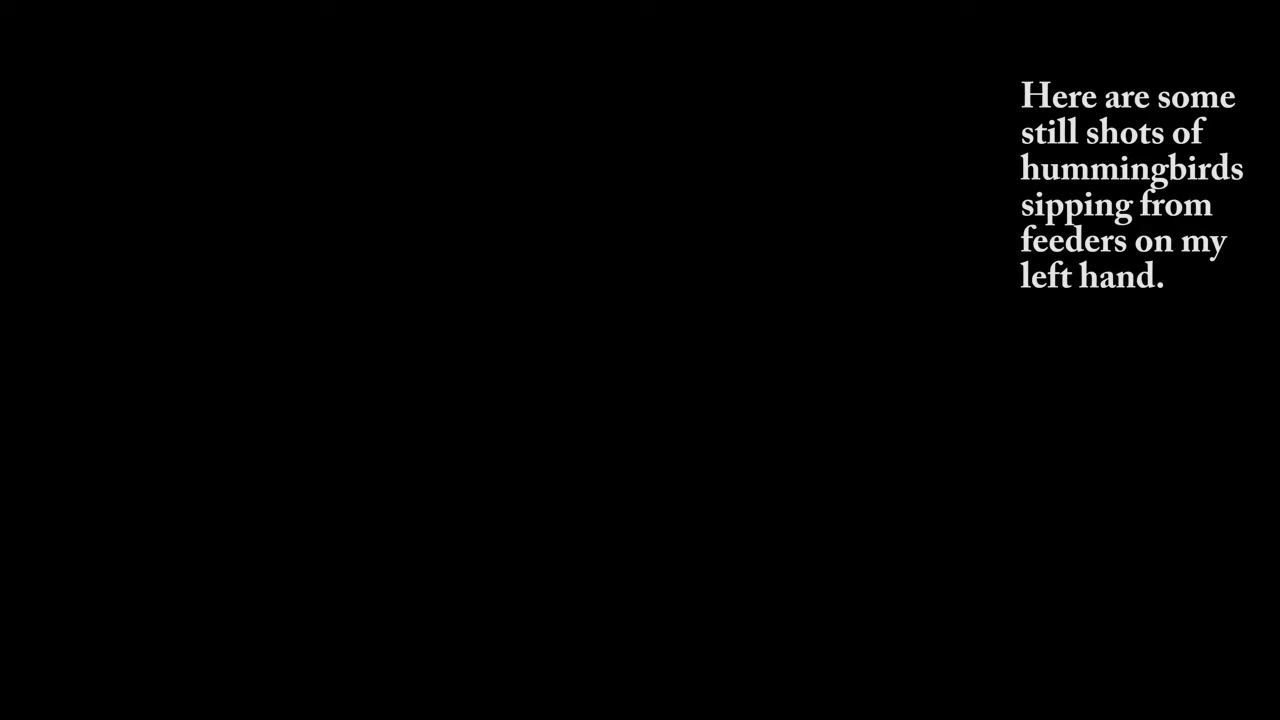 Here are some
still shots of
hummingbirds
sipping from
feeders on my
left hand.